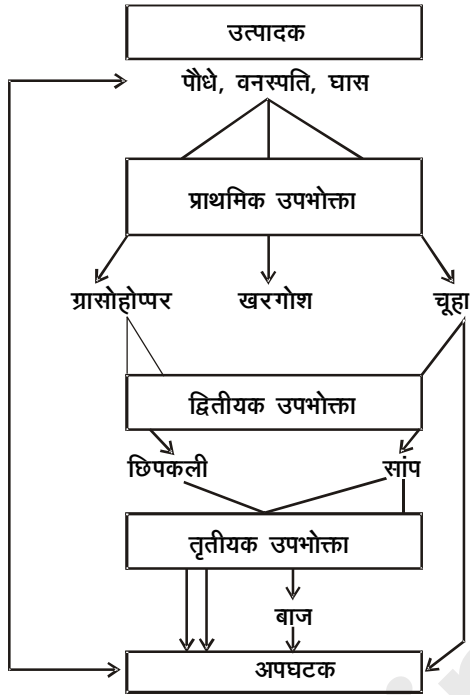 उत्पादक
पौधे, वनस्पति, घास
प्राथमिक उपभोक्ता
ग्रासोहोप्पर खरगोश चूहा
द्वितीयक उपभोक्ता
छिपकली सांप
तृतीयक उपभोक्ता
बाज
अपघटक